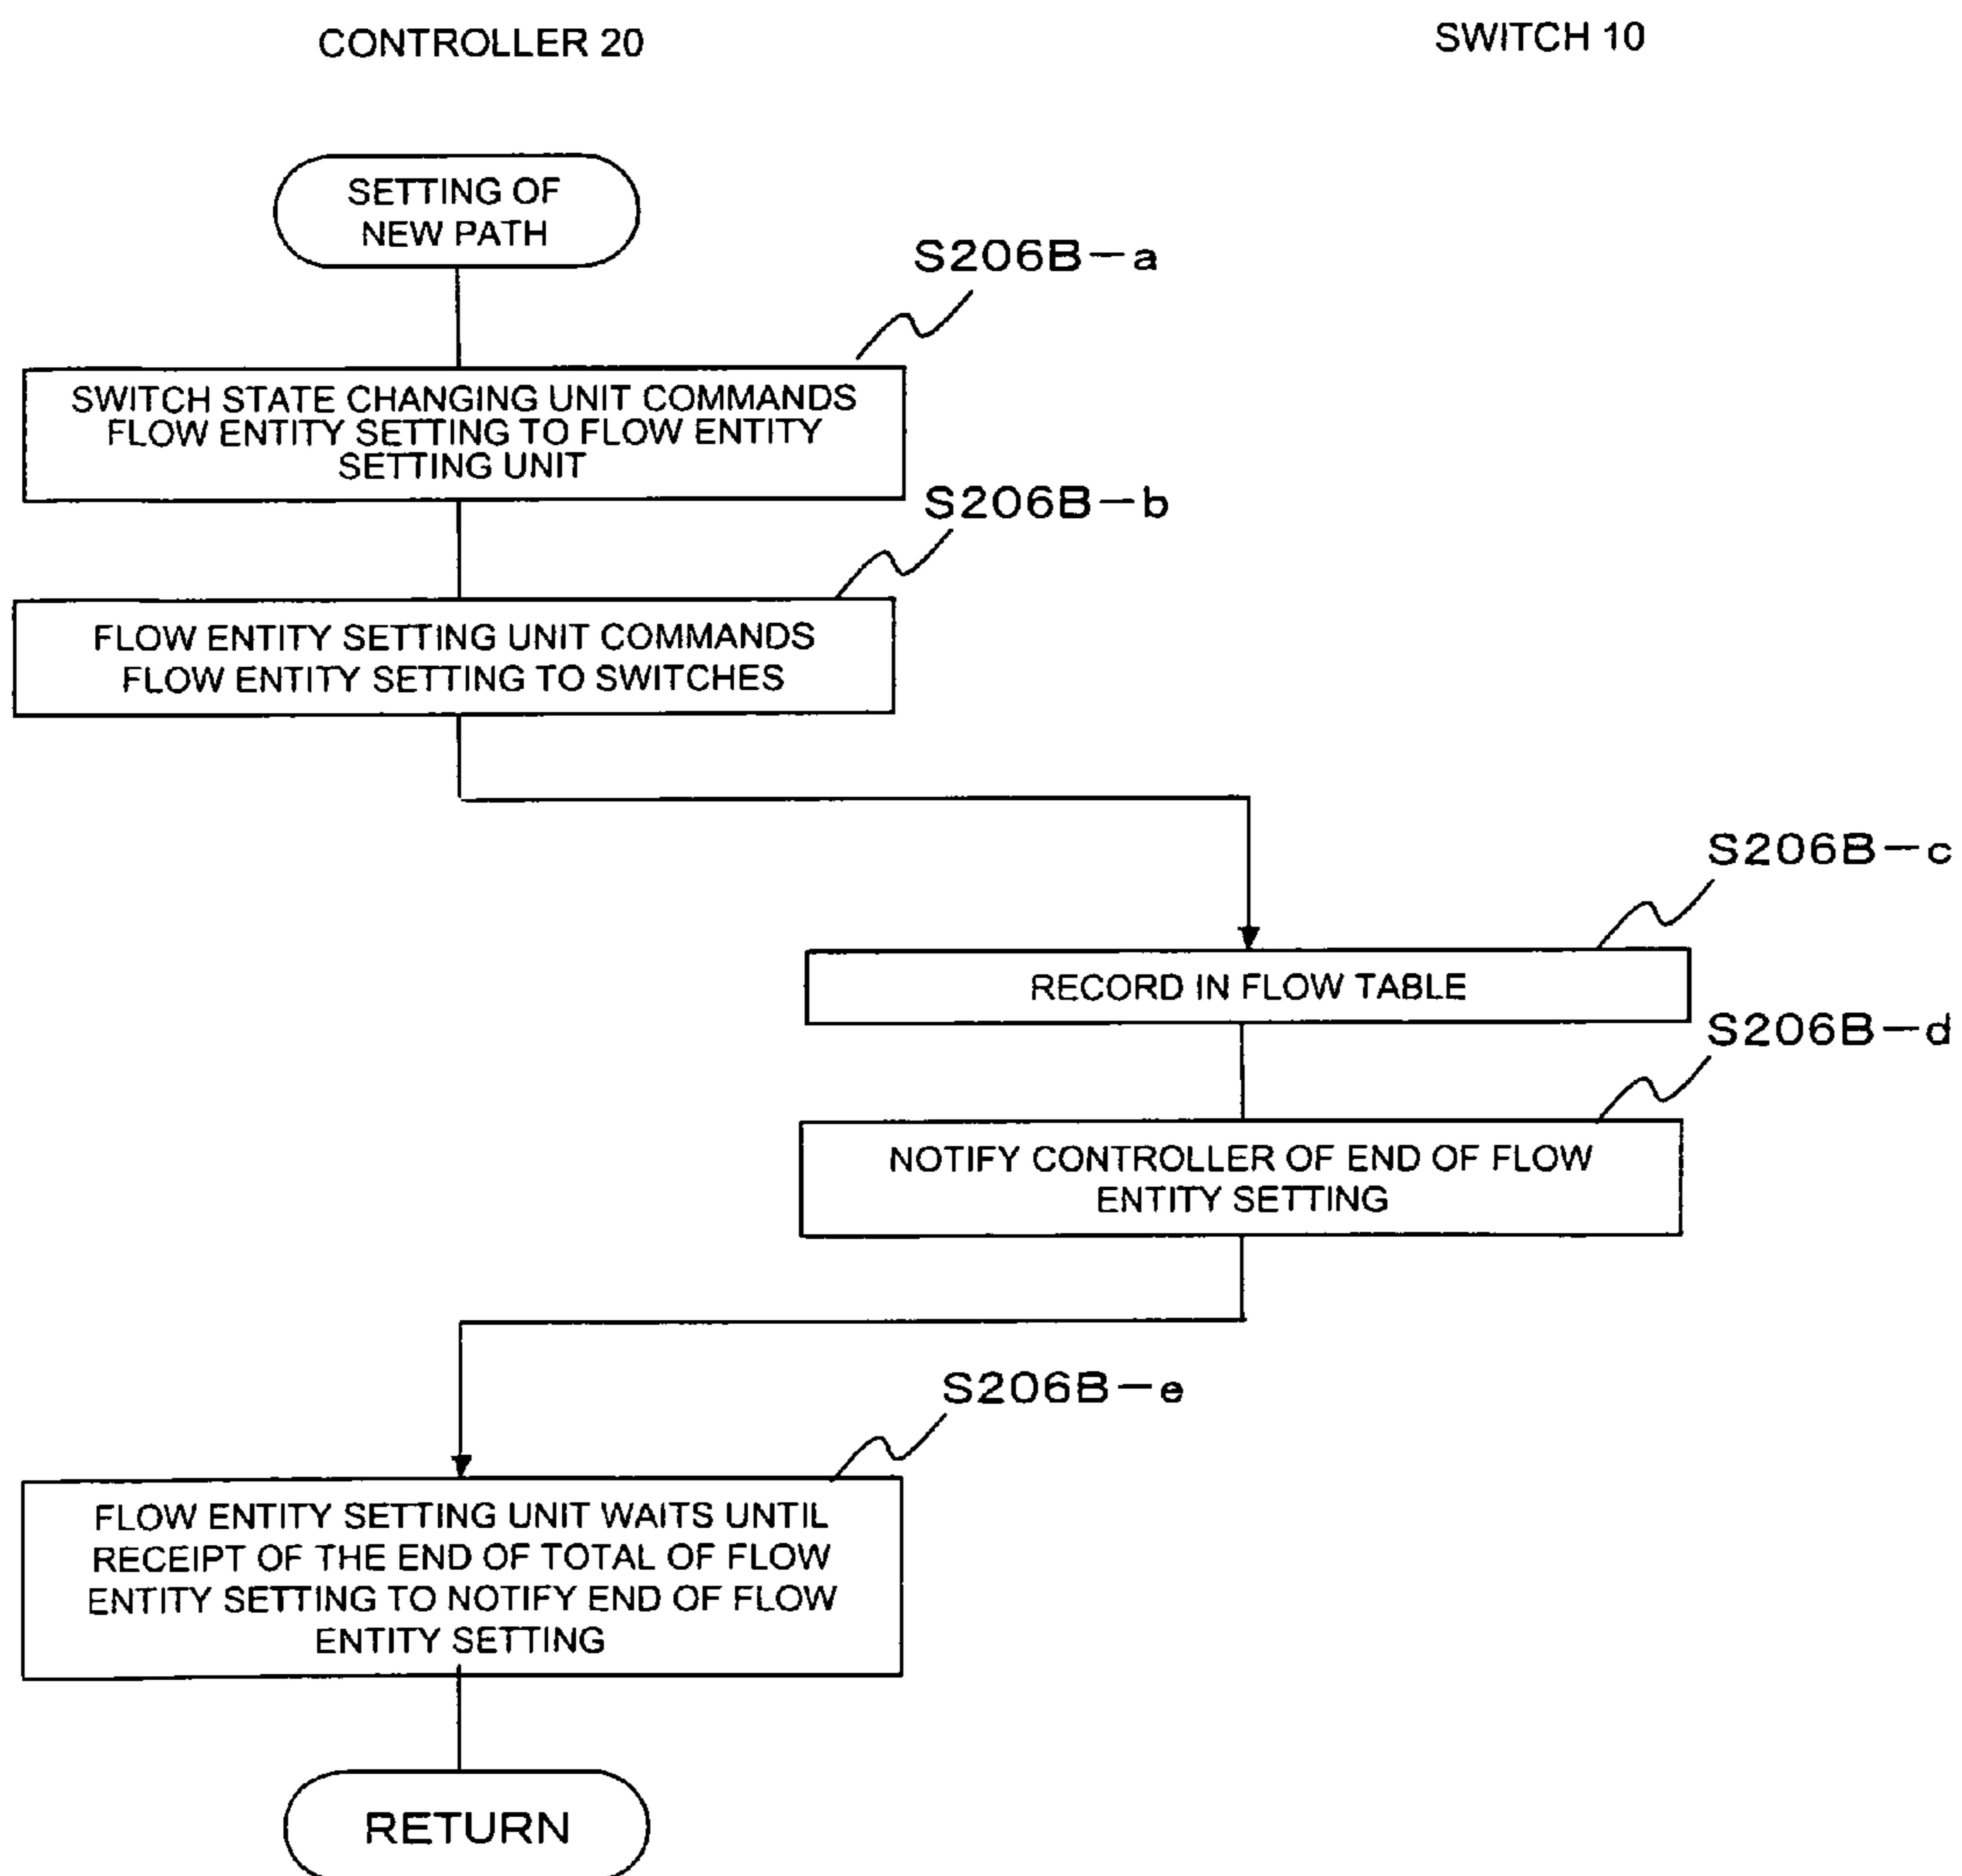 CONTROLLER 20
SWITCH 10
SETTING OF
NEW PATH
S206B-a
SWITCH STATE CHANGING UNIT COMMANDS
FLOW ENTITY SETTING TO FLOW ENTITY
SETTING UNIT
S206B-b
FLOW ENTITY SETTING UNIT COMMANDS
FLOW ENTITY SETTING TO SWITCHES
S206B-c
RECORD IN FLOW TABLE
S206B-d
NOTIFY CONTROLLER OF END OF FLOW
ENTITY SETTING
S206B-e
FLOW ENTITY SETTING UNIT WAITS UNTIL
RECEIPT OF THE END OF TOTAL OF FLOW
ENTITY SETTING TO NOTIFY END OF FLOW
ENTITY SETTING
RETURN